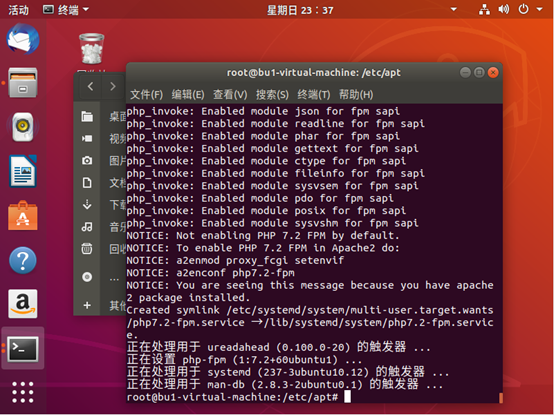 活动
终端
星期日 23：37
root@bu1-virtual-machine: /etc/apt
文件(F) 编辑(E) 查看(V) 搜索(S) 终端(T) 帮助(H)
桌面
视频
图片
文档
下载
音乐
回收
...
其他
php_invoke: Enabled module json for fpm sapi
php_invoke: Enabled module readline for fpm sapi
php_invoke: Enabled module phar for fpm sapi
php_invoke: Enabled module gettext for fpm sapi
php_invoke: Enabled module ctype for fpm sapi
php_invoke: Enabled module fileinfo for fpm sapi
php_invoke: Enabled module sysvsem for fpm sapi
php_invoke: Enabled module pdo for fpm sapi
php_invoke: Enabled module posix for fpm sapi
php_invoke: Enabled module sysvshm for fpm sapi
NOTICE: Not enabling PHP 7.2 FPM by default.
NOTICE: To enable PHP 7.2 FPM in Apache2 do:
NOTICE: a2enmod proxy_fcgi setenvif
NOTICE: a2enconf php7.2-fpm
NOTICE: You are seeing this message because you have apache
2 package installed.
Created symlink /etc/systemd/system/multi-user.target.wants
/php7.2-fpm.service →/lib/systemd/system/php7.2-fpm.servic
e.
正在处理用于 ureadahead (0.100.0-20) 的触发器 ...
正在设置 php-fpm (1:7.2+60ubuntu1) ...
正在处理用于 systemd (237-3ubuntu10.12) 的触发器 ...
正在处理用于 man-db (2.8.3-2ubuntu0.1) 的触发器 ...
root@bu1-virtual-machine:/etc/apt#